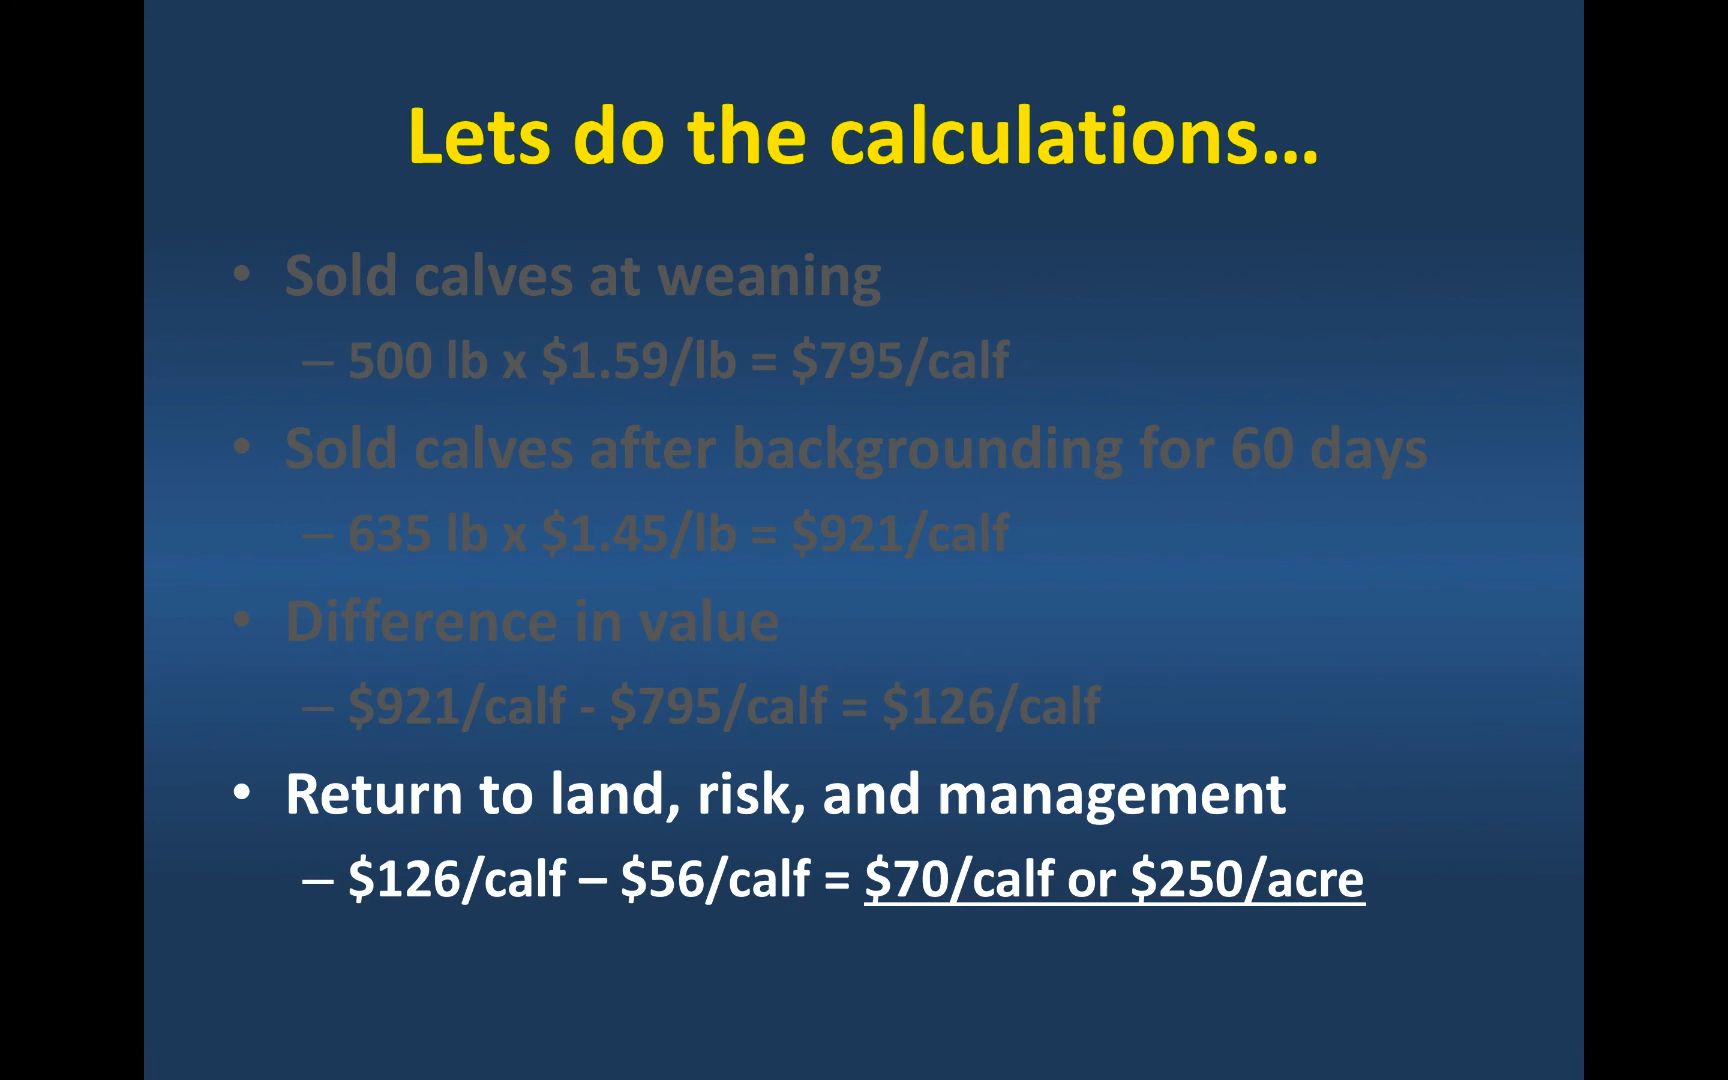 Lets do the calculations...
• Sold calves at weaning
– 500 lb x $1.59/lb = $795/calf
• Sold calves after backgrounding for 60 days
– 635 lb x $1.45/lb = $921/calf
• Difference in value
– $921/calf - $795/calf = $126/calf
• Return to land, risk, and management
– $126/calf – $56/calf = $70/calf or $250/acre